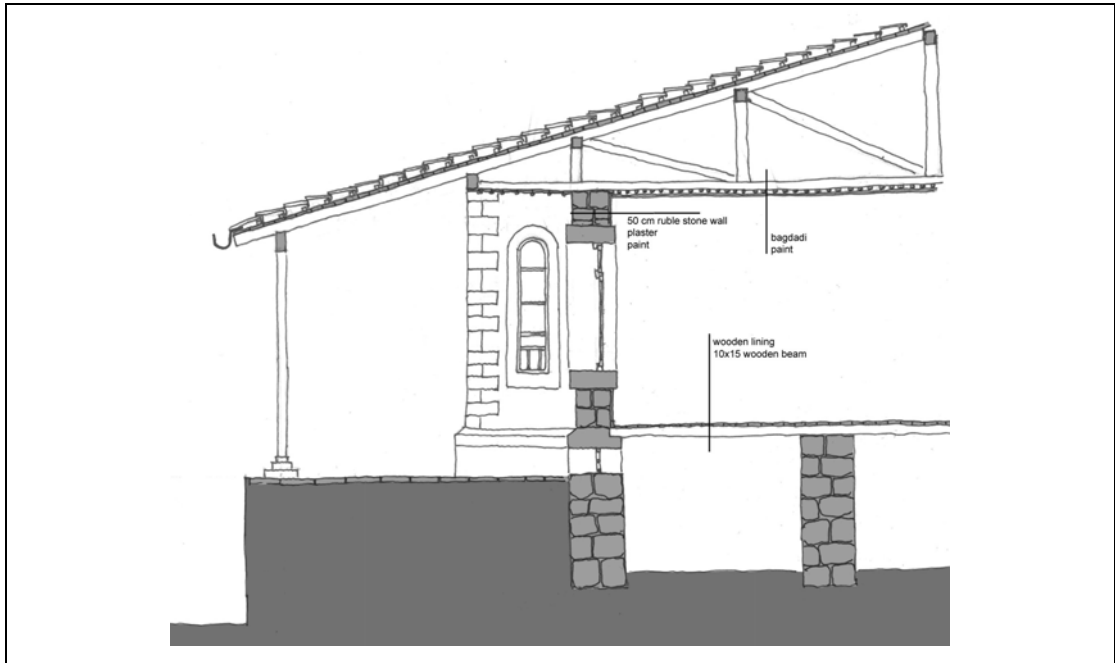 50 cm ruble stone wall
plaster
paint
bagdadi
paint
wooden lining
10x15 wooden beam